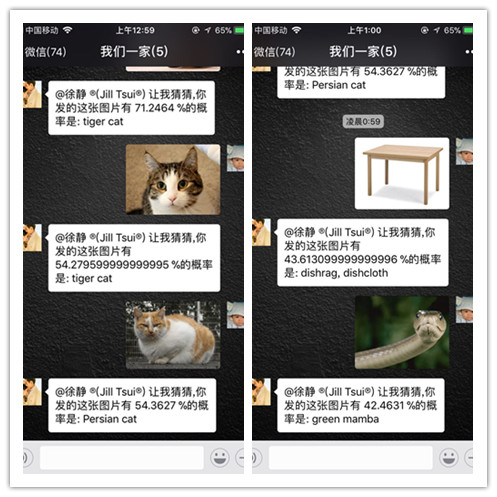 中国移动 上午12:59 65%
微信(74) 我们一家(5)
@徐静 ®(Jill Tsui®) 让我猜猜,你
发的这张图片有 71.2464 %的概
率是: tiger cat
@徐静 ®(Jill Tsui®) 让我猜猜,你
发的这张图片有
54.279599999999995 %的概
率是: tiger cat
@徐静 ®(Jill Tsui®) 让我猜猜,你
发的这张图片有 54.3627 %的概
率是: Persian cat
中国移动 上午1:00 65%
微信(74) 我们一家(5)
发的这张图片有 54.3627 %的概
率是: Persian cat
凌晨0:59
@徐静 ®(Jill Tsui®) 让我猜猜,你
发的这张图片有
43.613099999999996 %的概
率是: dishrag, dishcloth
@徐静 ®(Jill Tsui®) 让我猜猜,你
发的这张图片有 42.4631 %的概
率是: green mamba